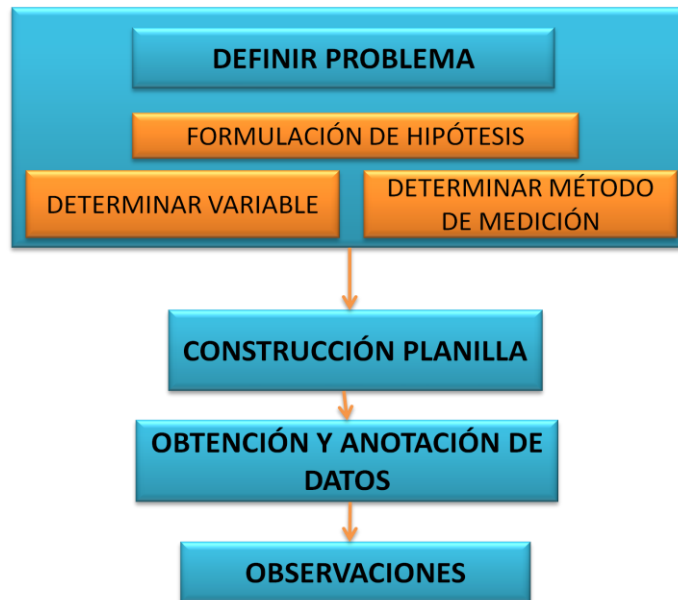 DEFINIR PROBLEMA
FORMULACIÓN DE HIPÓTESIS
DETERMINAR VARIABLE
DETERMINAR MÉTODO
DE MEDICIÓN
CONSTRUCCIÓN PLANILLA
OBTENCIÓN Y ANOTACIÓN DE
DATOS
OBSERVACIONES